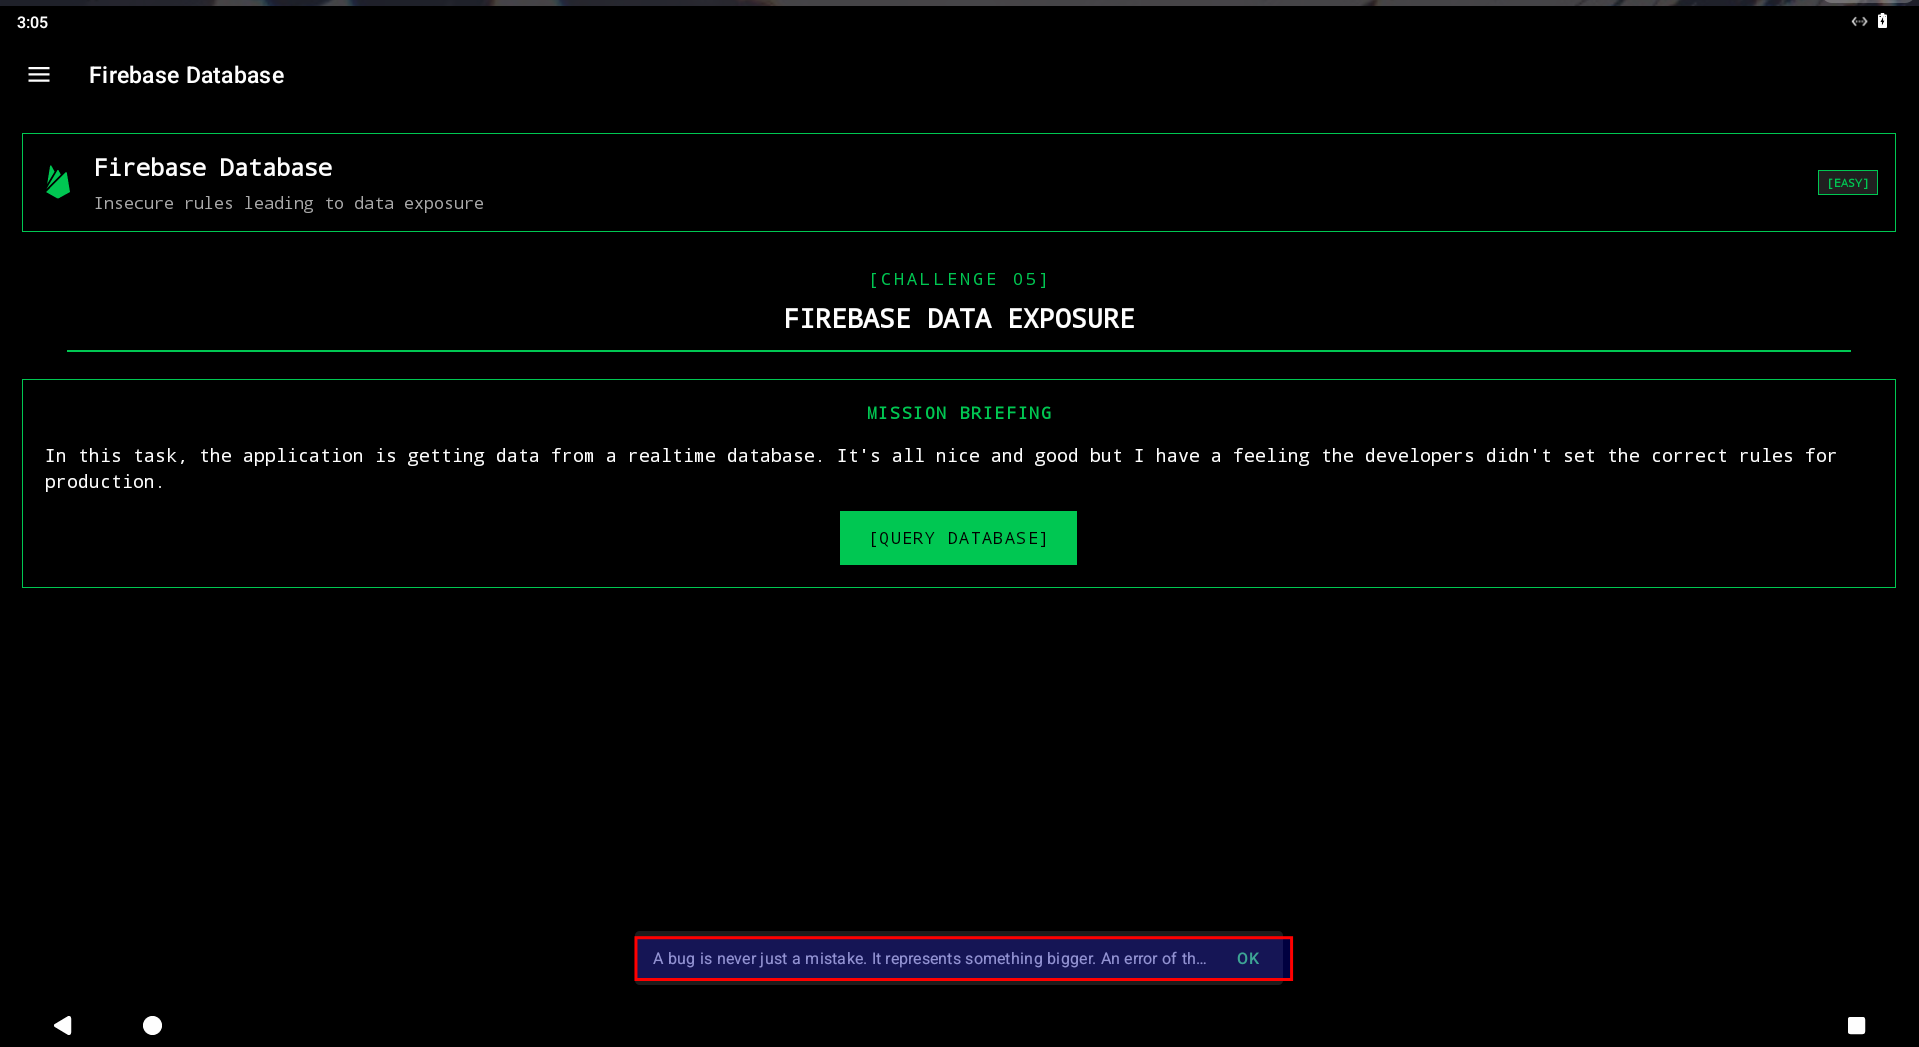 3:05
Firebase Database
Firebase Database
Insecure rules leading to data exposure
[EASY]
[CHALLENGE 05]
FIREBASE DATA EXPOSURE
MISSION BRIEFING
In this task, the application is getting data from a realtime database. It's all nice and good but I have a feeling the developers didn't set the correct rules for
production.
[QUERY DATABASE]
A bug is never just a mistake. It represents something bigger. An error of th… OK